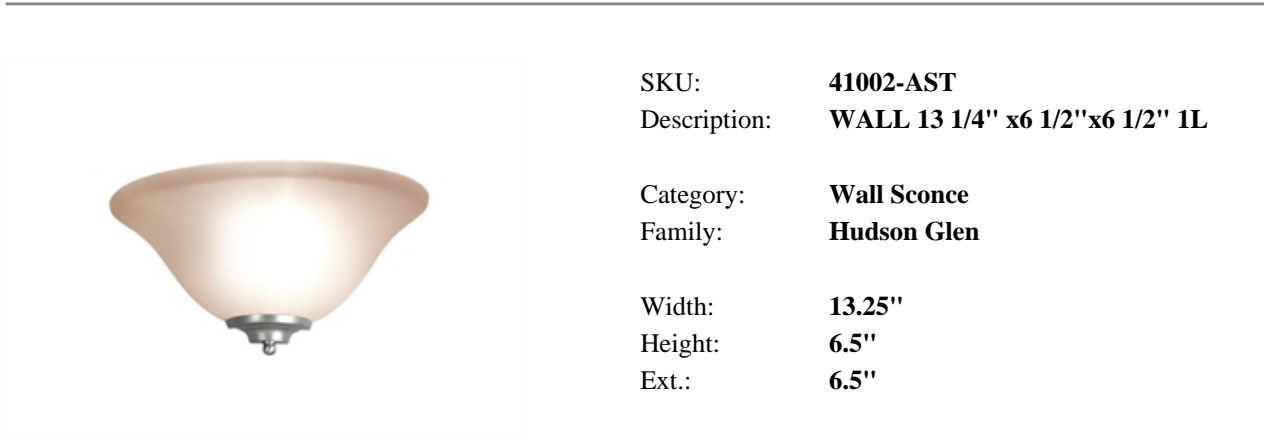 SKU: 41002-AST
Description: WALL 13 1/4" x6 1/2"x6 1/2" 1L
Category: Wall Sconce
Family: Hudson Glen
Width: 13.25"
Height: 6.5"
Ext.: 6.5"